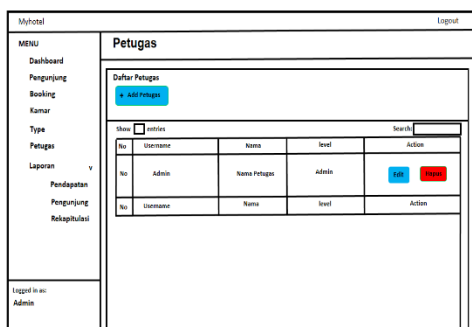 Myhotel Logout
MENU
Dashboard
Pengunjung
Booking
Kamar
Type
Petugas
Laporan v
Pendapatan
Pengunjung
Rekapitulasi
Logged in as:
Admin
Petugas
Daftar Petugas
+ Add Petugas
Show entries Search:
No Username Nama level Action
No Admin Nama Petugas Admin Edit Hapus
No Username Nama level Action